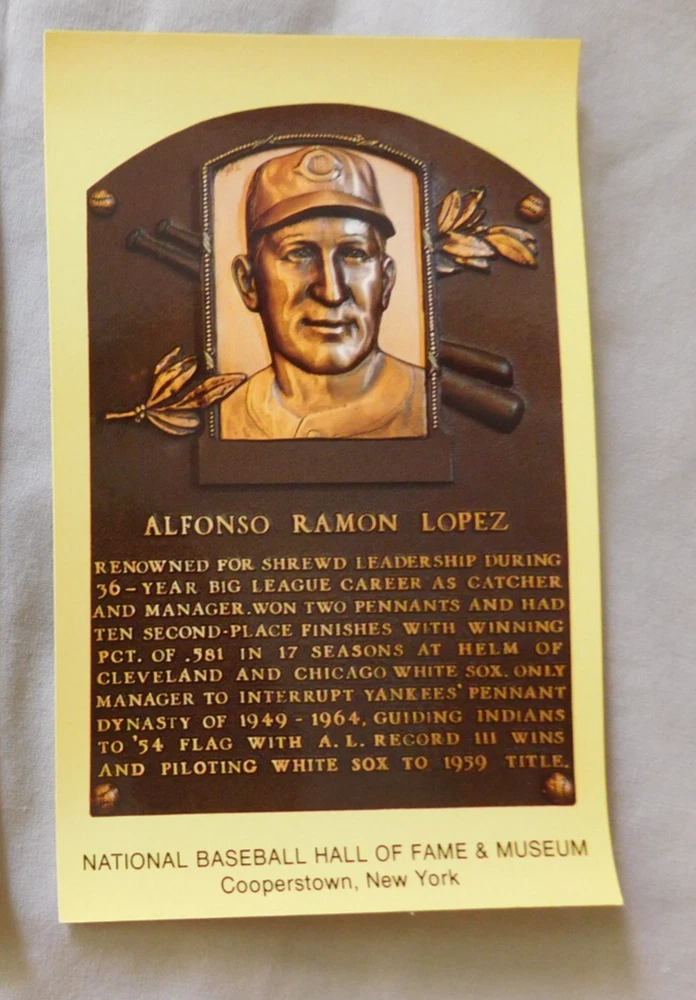 C
ALFONSO RAMON LOPEZ
RENOWNED FOR SHREWD LEADERSHIP DURING
36-YEAR BIG LEAGUE CAREER AS CATCHER
AND MANAGER. WON TWO PENNANTS AND HAD
TEN SECOND-PLACE FINISHES WITH WINNING
PCT. OF .581 IN 17 SEASONS AT HELM OF
CLEVELAND AND CHICAGO WHITE SOX. ONLY
MANAGER TO INTERRUPT YANKEES' PENNANT
DYNASTY OF 1949-1964, GUIDING INDIANS
TO '54 FLAG WITH A. L. RECORD 111 WINS
AND PILOTING WHITE SOX TO 1959 TITLE.
NATIONAL BASEBALL HALL OF FAME & MUSEUM
Cooperstown, New York